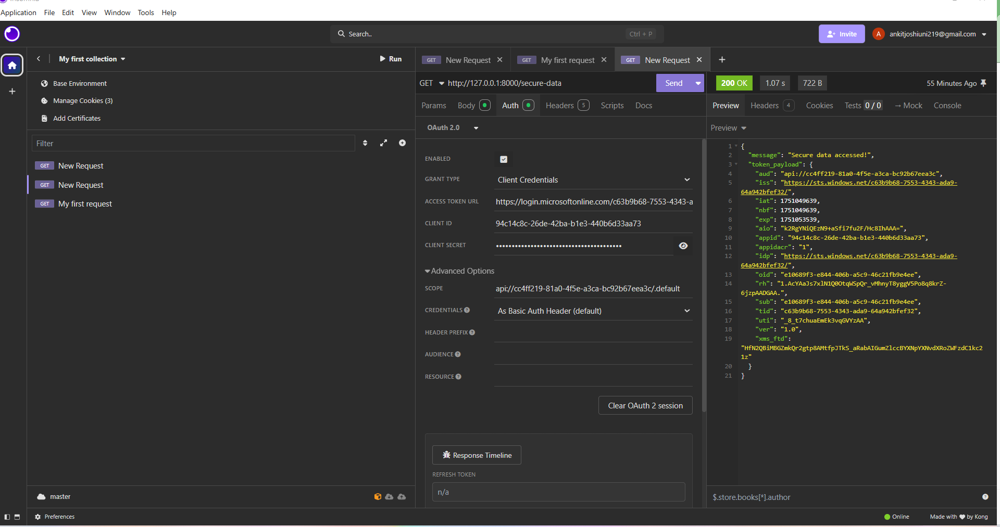 Insomnia
Application File Edit View Window Tools Help
Search.. Ctrl + P
Invite
A ankitjoshiuni219@gmail.com
My first collection
Run
Base Environment
Manage Cookies (3)
Add Certificates
Filter
GET New Request
GET New Request
GET My first request
master
Preferences
GET New Request
GET My first request
GET New Request
GET http://127.0.0.1:8000/secure-data
Send
Params Body Auth Headers 5 Scripts Docs
OAuth 2.0
ENABLED
GRANT TYPE Client Credentials
ACCESS TOKEN URL https://login.microsoftonline.com/c63b9b68-7553-4343-a
CLIENT ID 94c14c8c-26de-42ba-b1e3-440b6d33aa73
CLIENT SECRET ••••••••••••••••••••••••••••••••••••••••
Advanced Options
SCOPE api://cc4ff219-81a0-4f5e-a3ca-bc92b67eea3c/.default
CREDENTIALS As Basic Auth Header (default)
HEADER PREFIX
AUDIENCE
RESOURCE
Clear OAuth 2 session
Response Timeline
REFRESH TOKEN
n/a
200 OK 1.07 s 722 B 55 Minutes Ago
Preview Headers 4 Cookies Tests 0 / 0 → Mock Console
Preview
1 {
2 "message": "Secure data accessed!",
3 "token_payload": {
4 "aud": "api://cc4ff219-81a0-4f5e-a3ca-bc92b67eea3c",
5 "iss": "https://sts.windows.net/c63b9b68-7553-4343-ada9-
64a942bfef32/",
6 "iat": 1751049639,
7 "nbf": 1751049639,
8 "exp": 1751053539,
9 "aio": "k2RgYNiQEzN9+aSfi7fu2F/Hc8IhAAA=",
10 "appid": "94c14c8c-26de-42ba-b1e3-440b6d33aa73",
11 "appidacr": "1",
12 "idp": "https://sts.windows.net/c63b9b68-7553-4343-ada9-
64a942bfef32/",
13 "oid": "e10689f3-e844-406b-a5c9-46c21fb9e4ee",
14 "rh": "1.AcYAaJs7xlN1Q0OtqWSpQr_vMhnyT8yggV5Po8q8krZ-
6jzpAADGAA.",
15 "sub": "e10689f3-e844-406b-a5c9-46c21fb9e4ee",
16 "tid": "c63b9b68-7553-4343-ada9-64a942bfef32",
17 "uti": "_8_t7chuaEmEk3vqGVYzAA",
18 "ver": "1.0",
19 "xms_ftd":
"HfN2QBiMBGZmkQr2gtp8AMtfpJTkS_aRabAIGumZlccBYXNpYXNvdXRoZWFzdC1kc2
1z"
20 }
21 }
$.store.books[*].author
Online Made with by Kong